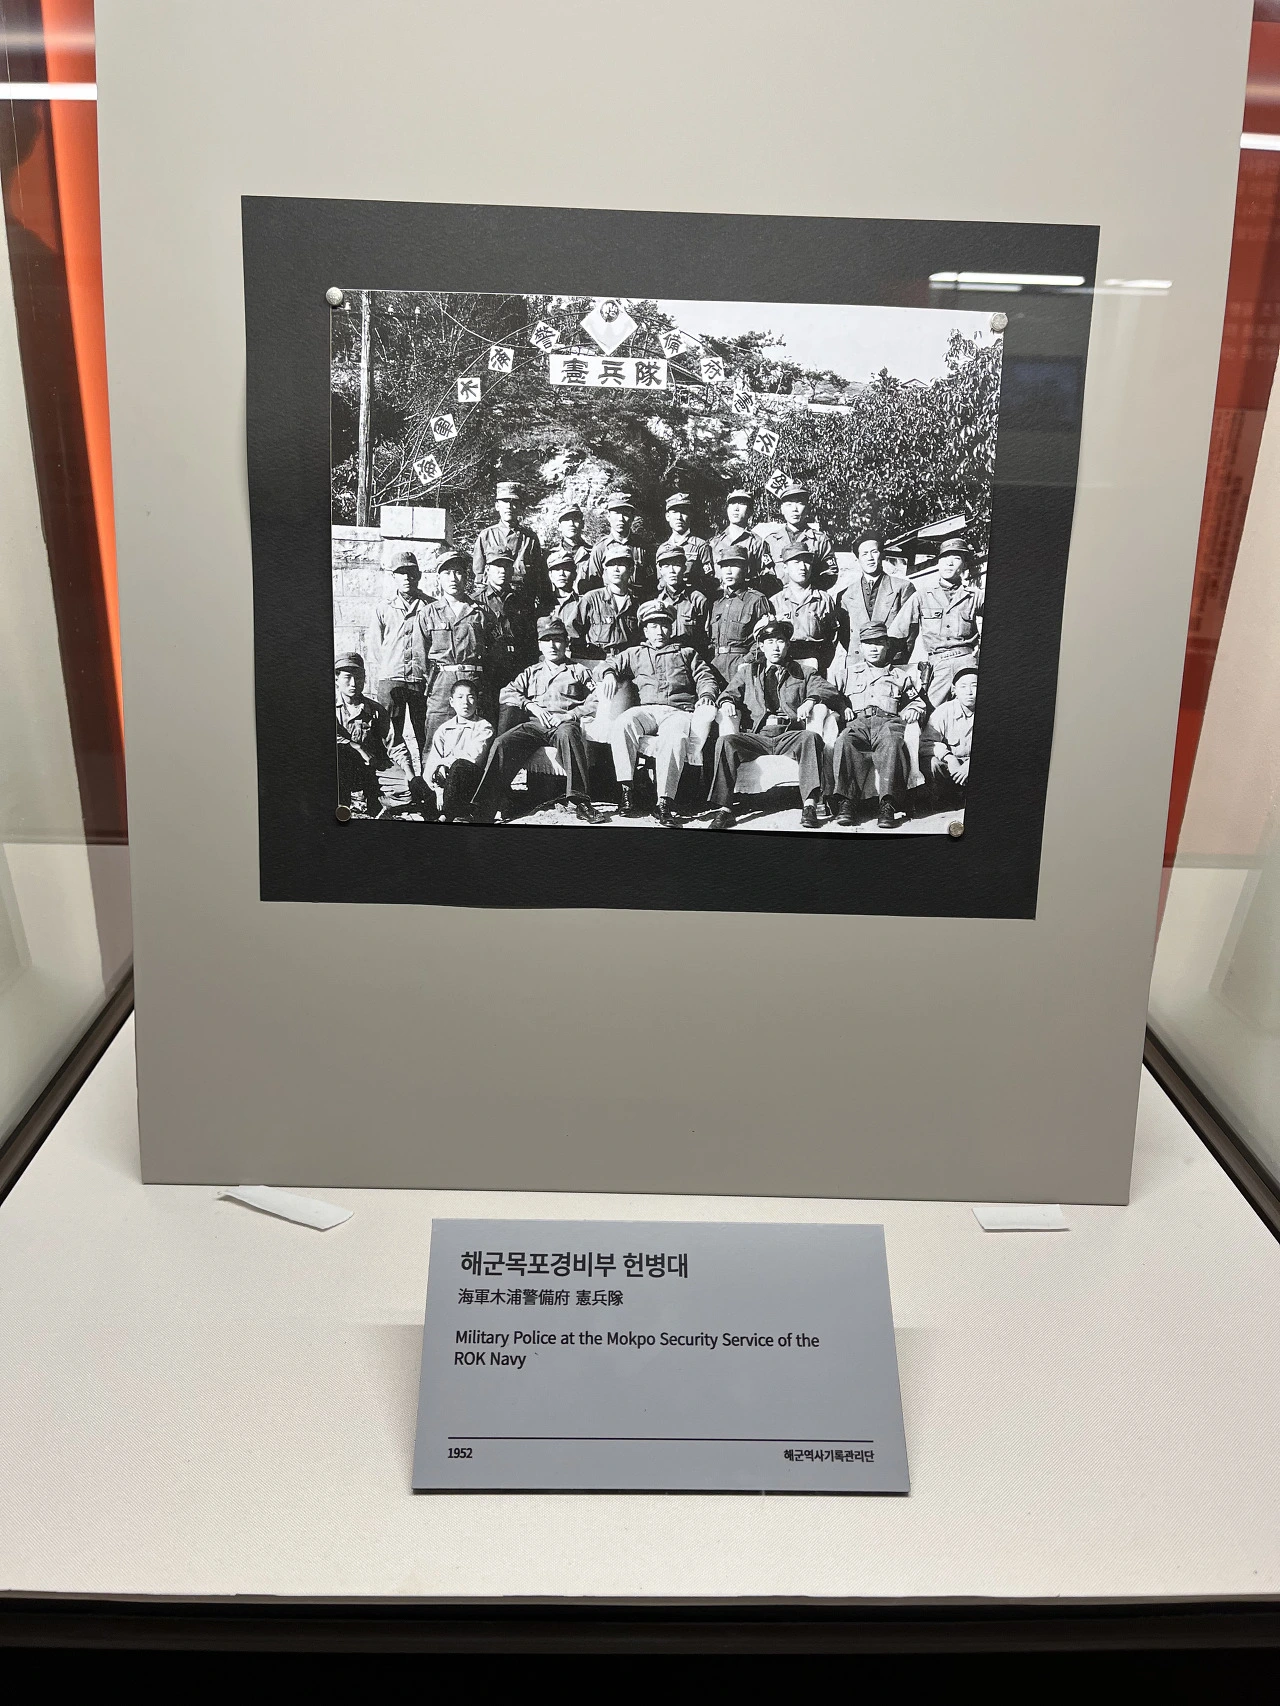 憲兵隊
해군목포경비부 헌병대
海軍木浦警備府 憲兵隊
Military Police at the Mokpo Security Service of the
ROK Navy
1952
해군역사기록관리단